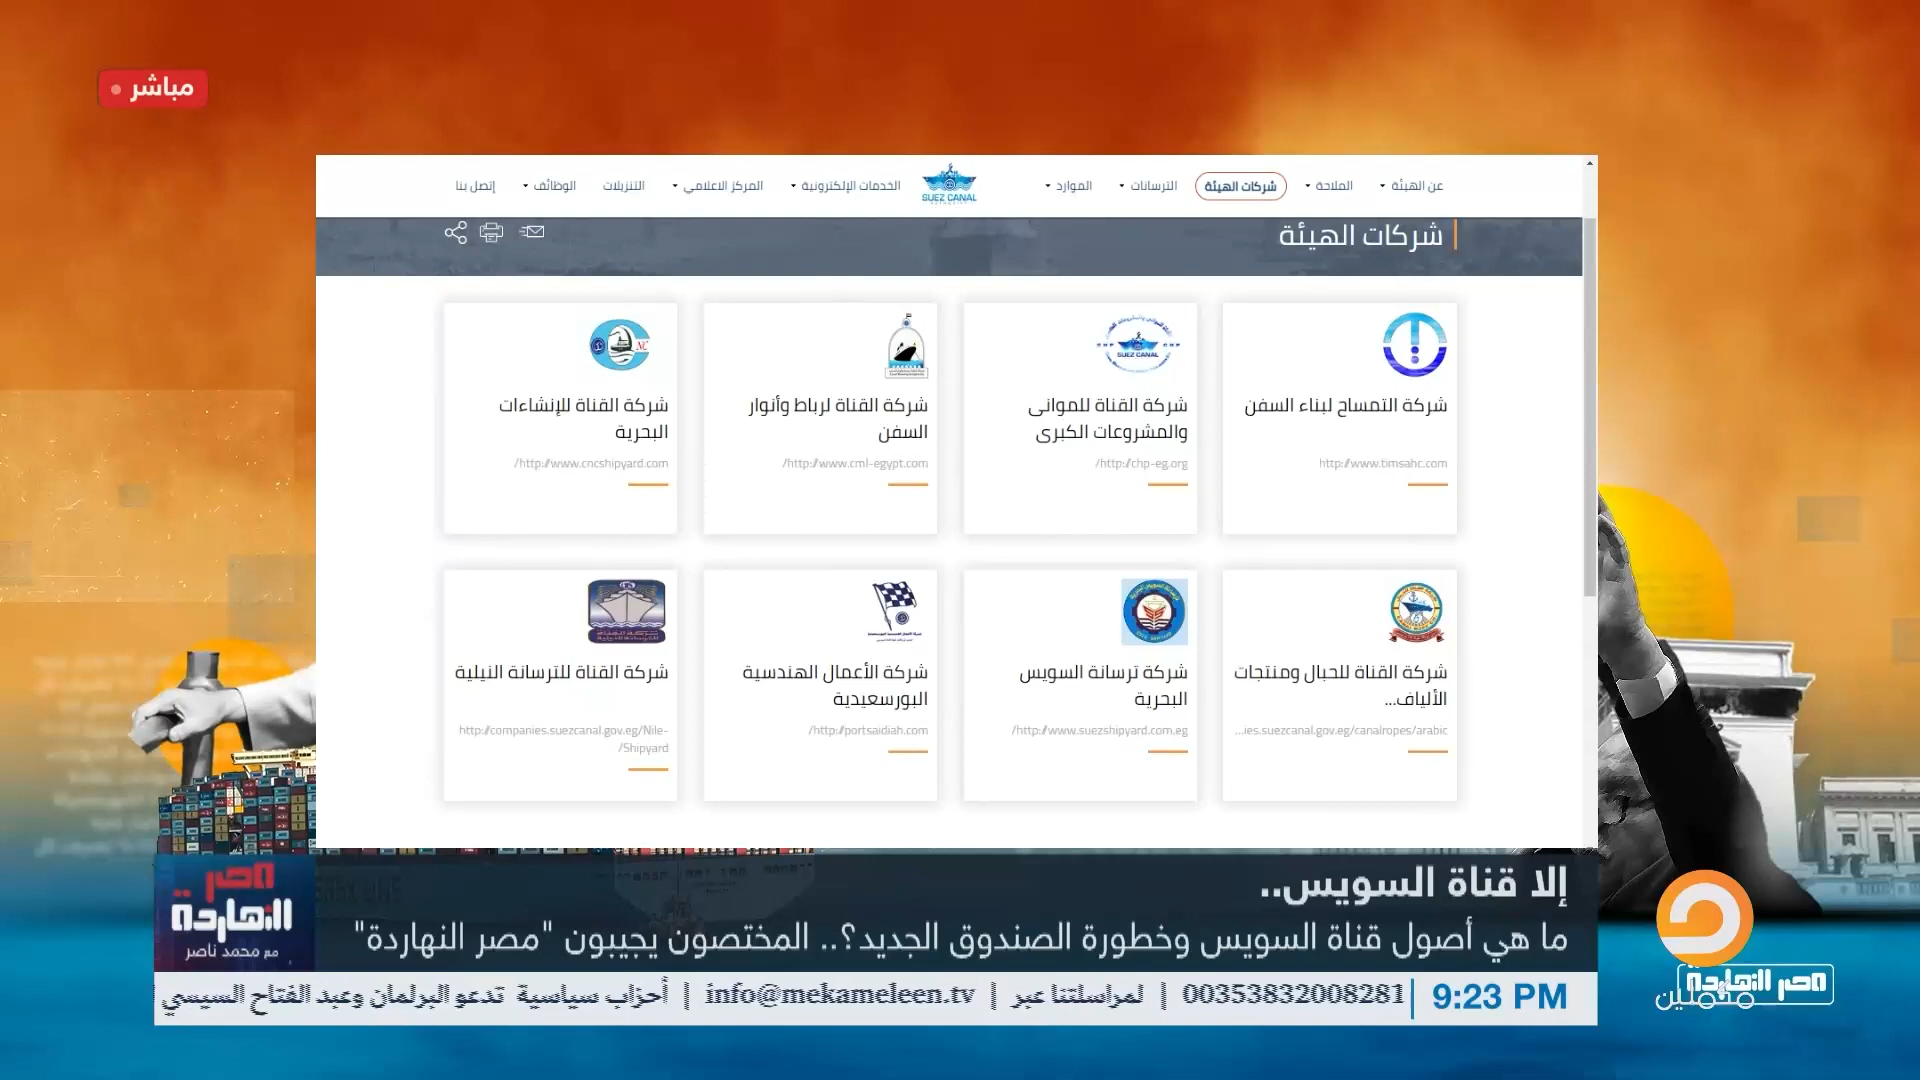 مباشر
عن الهيئة
الملاحة
شركات الهيئة
الترسانات
الموارد
SUEZ CANAL
الخدمات الإلكترونية
المركز الاعلامي
التنزيلات
الوظائف
إتصل بنا
شركات الهيئة
شركة التمساح لبناء السفن
http://www.timsahc.com
SUEZ CANAL
شركة القناة للموانى
والمشروعات الكبرى
http://chp-eg.org/
شركة القناة لرباط وأنوار
السفن
http://www.cml-egypt.com/
NC
شركة القناة للإنشاءات
البحرية
http://www.cncshipyard.com/
شركة القناة للحبال ومنتجات
الألياف...
...ies.suezcanal.gov.eg/canalropes/arabic
شركة ترسانة السويس
البحرية
http://www.suezshipyard.com.eg/
شركة الأعمال الهندسية
البورسعيدية
http://portsaidiah.com/
شركة القناة للترسانة النيلية
http://companies.suezcanal.gov.eg/Nile-
Shipyard/
إلا قناة السويس..
ما هي أصول قناة السويس وخطورة الصندوق الجديد؟.. المختصون يجيبون "مصر النهاردة"
مصر
النهاردة
مع محمد ناصر
9:23 PM
00353832008281 | لمراسلتنا عبر | info@mekameleen.tv | أحزاب سياسية تدعو البرلمان وعبد الفتاح السيسي
مصر النهاردة
مكملين